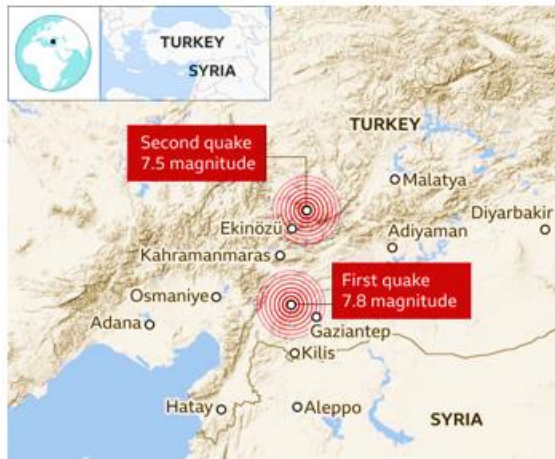 TURKEY
SYRIA
TURKEY
Second quake
7.5 magnitude
Malatya
Diyarbakir
Ekinözü
Adiyaman
Kahramanmaras
First quake
7.8 magnitude
Osmaniye
Adana
Gaziantep
Kilis
Hatay
Aleppo
SYRIA